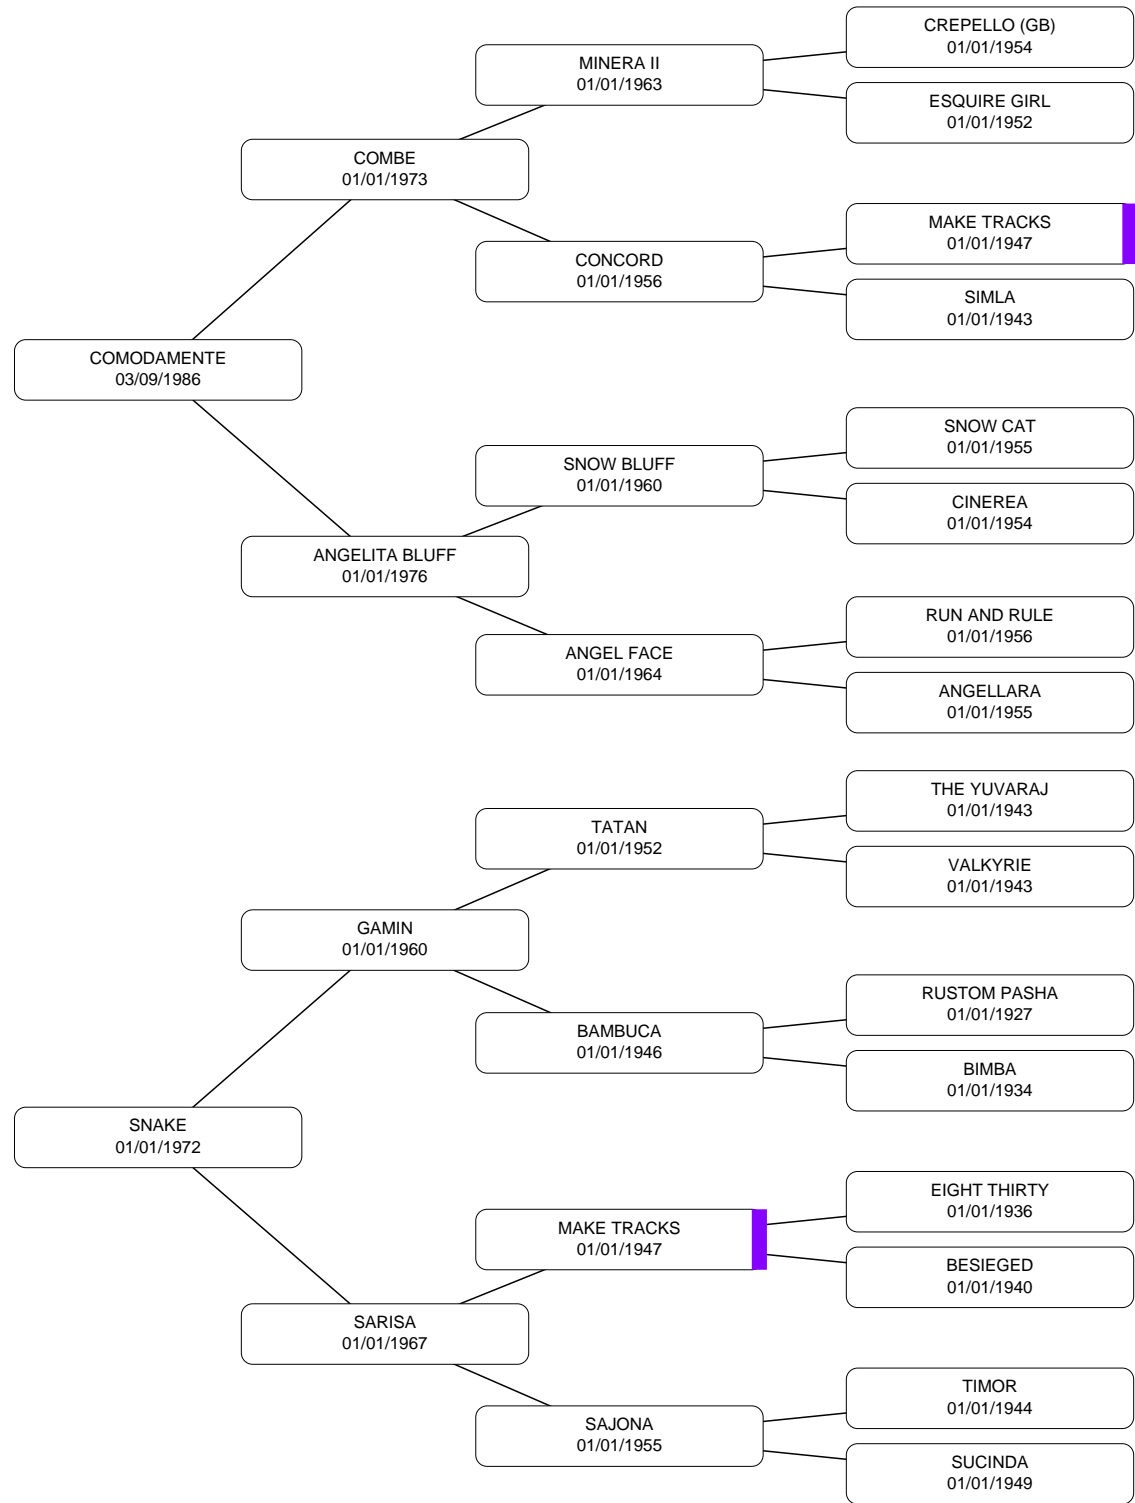 CREPELLO (GB)
01/01/1954
MINERA II
01/01/1963
ESQUIRE GIRL
01/01/1952
COMBE
01/01/1973
MAKE TRACKS
01/01/1947
CONCORD
01/01/1956
SIMLA
01/01/1943
COMODAMENTE
03/09/1986
SNOW CAT
01/01/1955
SNOW BLUFF
01/01/1960
CINEREA
01/01/1954
ANGELITA BLUFF
01/01/1976
RUN AND RULE
01/01/1956
ANGEL FACE
01/01/1964
ANGELLARA
01/01/1955
THE YUVARAJ
01/01/1943
TATAN
01/01/1952
VALKYRIE
01/01/1943
GAMIN
01/01/1960
RUSTOM PASHA
01/01/1927
BAMBUCA
01/01/1946
BIMBA
01/01/1934
SNAKE
01/01/1972
EIGHT THIRTY
01/01/1936
MAKE TRACKS
01/01/1947
BESIEGED
01/01/1940
SARISA
01/01/1967
TIMOR
01/01/1944
SAJONA
01/01/1955
SUCINDA
01/01/1949